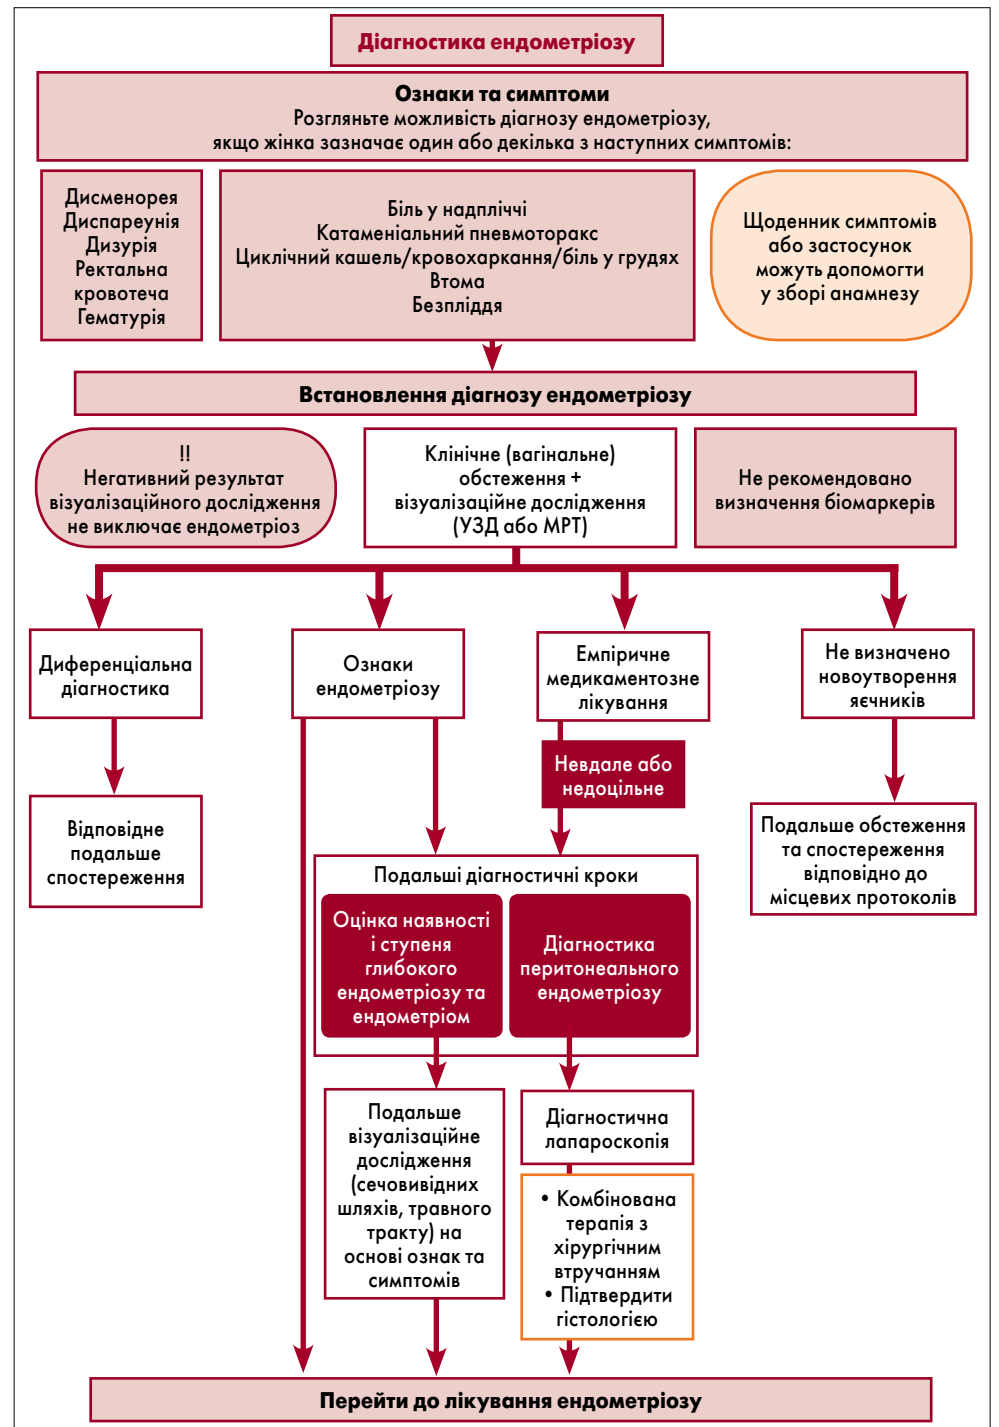 Діагностика ендометріозу
Ознаки та симптоми
Розгляньте можливість діагнозу ендометріозу,
якщо жінка зазначає один або декілька з наступних симптомів:
Дисменорея
Диспареунія
Дизурія
Ректальна
кровотеча
Гематурія
Біль у надпліччі
Катаменіальний пневмоторакс
Циклічний кашель/кровохаркання/біль у грудях
Втома
Безпліддя
Щоденник симптомів
або застосунок
можуть допомогти
у зборі анамнезу
Встановлення діагнозу ендометріозу
!!
Негативний результат
візуалізаційного дослідження
не виключає ендометріоз
Клінічне (вагінальне)
обстеження +
візуалізаційне дослідження
(УЗД або МРТ)
Не рекомендовано
визначення біомаркерів
Диференціальна
діагностика
Ознаки
ендометріозу
Емпіричне
медикаментозне
лікування
Не визначено
новоутворення
яєчників
Невдале або
недоцільне
Відповідне
подальше
спостереження
Подальше обстеження
та спостереження
відповідно до
місцевих протоколів
Подальші діагностичні кроки
Оцінка наявності
і ступеня
глибокого
ендометріозу та
ендометріом
Діагностика
перитонеального
ендометріозу
Подальше
візуалізаційне
дослідження
(сечовивідних
шляхів, травного
тракту) на
основі ознак та
симптомів
Діагностична
лапароскопія
• Комбінована
терапія з
хірургічним
втручанням
• Підтвердити
гістологією
Перейти до лікування ендометріозу